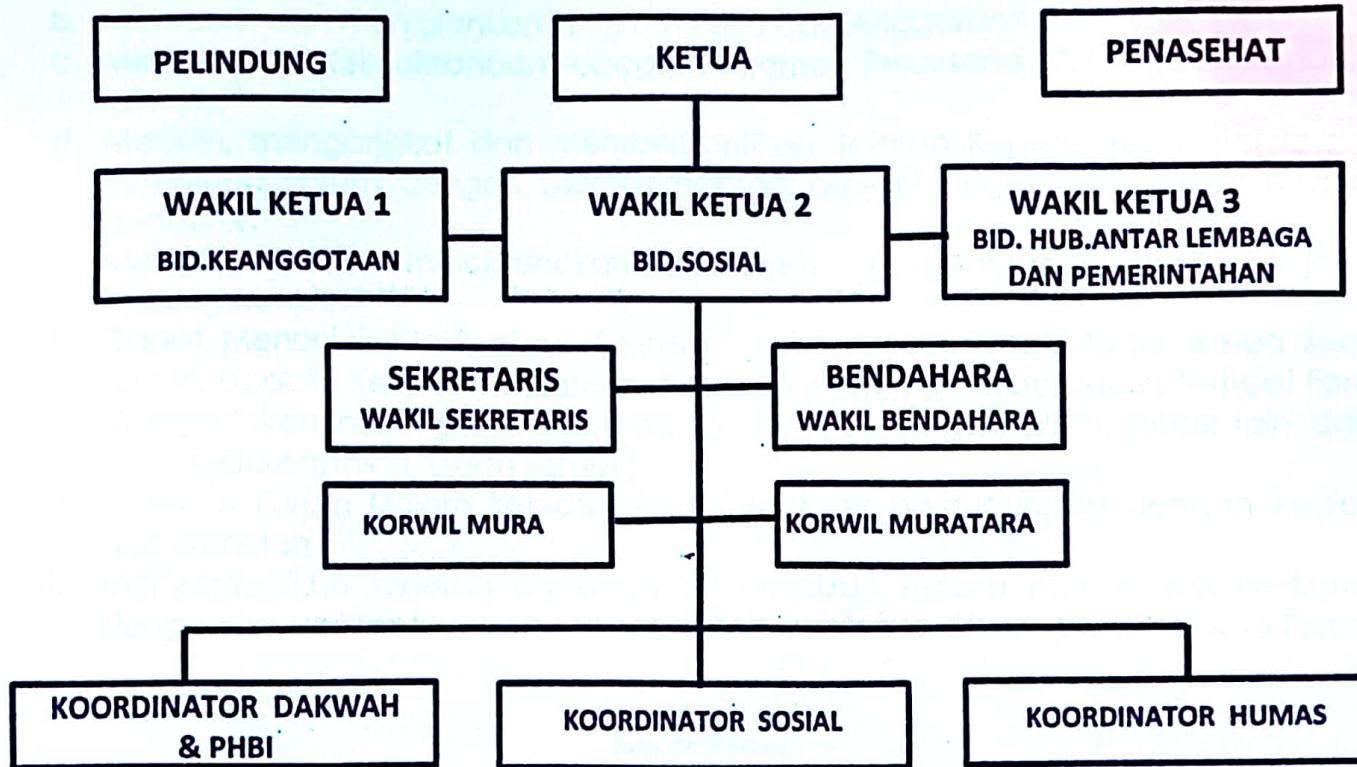 PELINDUNG
KETUA
PENASEHAT
WAKIL KETUA 1
BID.KEANGGOTAAN
WAKIL KETUA 2
BID.SOSIAL
WAKIL KETUA 3
BID. HUB.ANTAR LEMBAGA
DAN PEMERINTAHAN
SEKRETARIS
WAKIL SEKRETARIS
BENDAHARA
WAKIL BENDAHARA
KORWIL MURA
KORWIL MURATARA
KOORDINATOR DAKWAH
& PHBI
KOORDINATOR SOSIAL
KOORDINATOR HUMAS